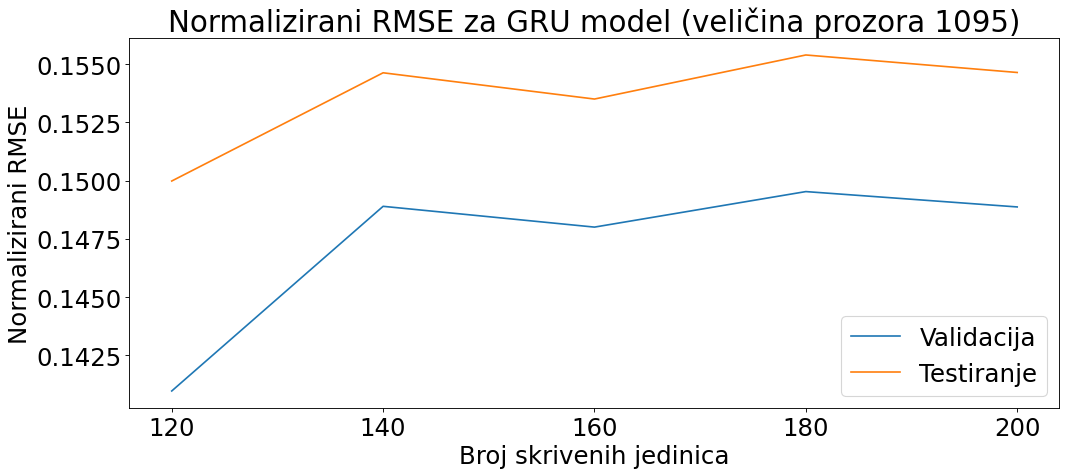 Normalizirani RMSE za GRU model (veličina prozora 1095)
Normalizirani RMSE
0.1550
0.1525
0.1500
0.1475
0.1450
0.1425
Validacija
Testiranje
120 140 160 180 200
Broj skrivenih jedinica